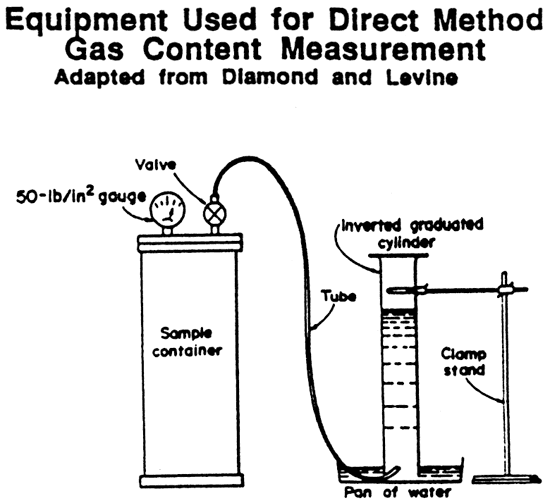 Equipment Used for Direct Method
Gas Content Measurement
Adapted from Diamond and Levine
Valve
50-lb/in² gauge
Inverted graduated
cylinder
Tube
Sample
container
Clamp
stand
Pan of water